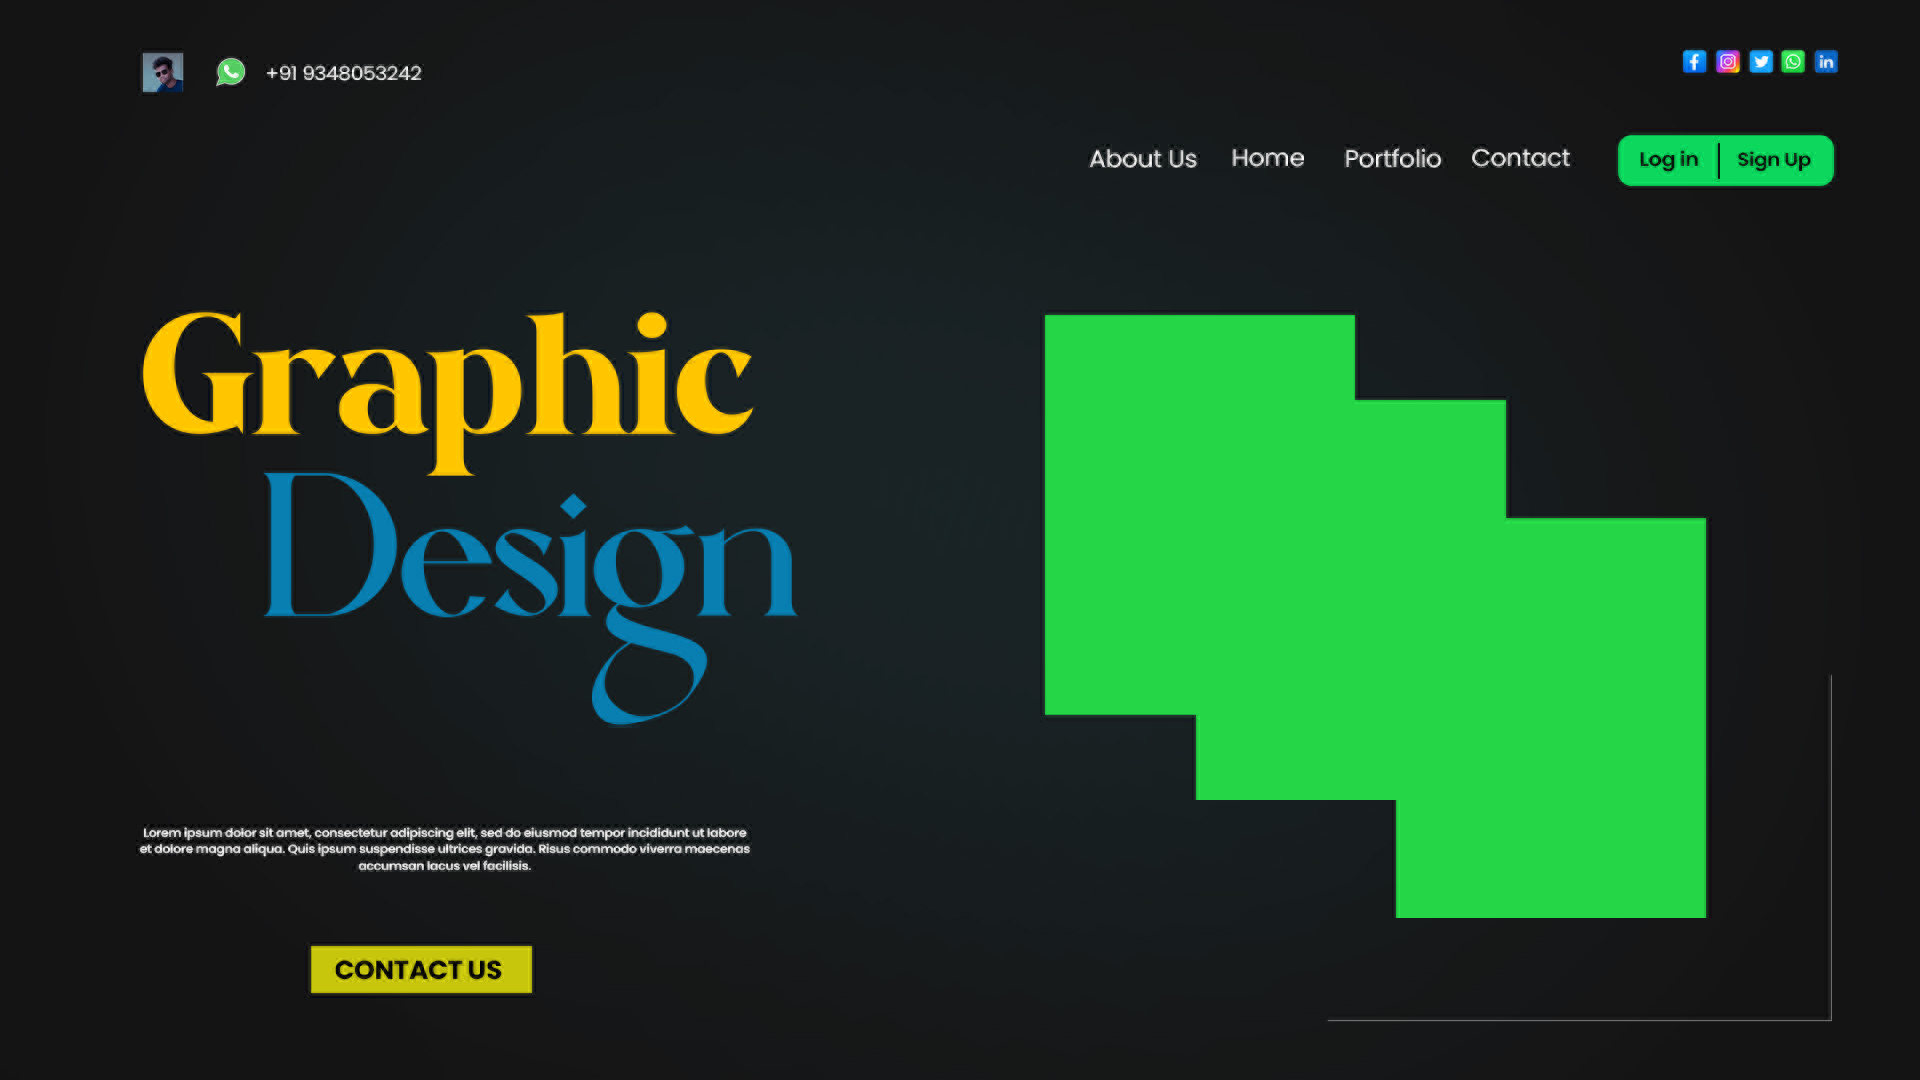 +91 9348053242
About Us Home Portfolio Contact Log in Sign Up
Graphic
Design
Lorem ipsum dolor sit amet, consectetur adipiscing elit, sed do eiusmod tempor incididunt ut labore
et dolore magna aliqua. Quis ipsum suspendisse ultrices gravida. Risus commodo viverra maecenas
accumsan lacus vel facilisis.
CONTACT US